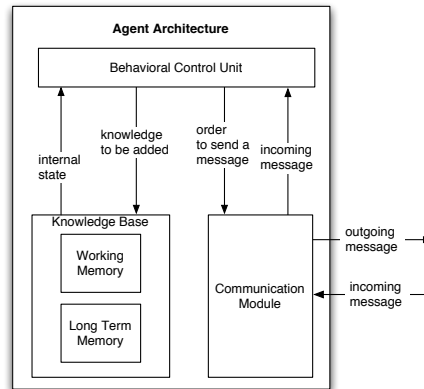 Agent Architecture
Behavioral Control Unit
internal
state
knowledge
to be added
order
to send a
message
incoming
message
Knowledge Base
Working
Memory
Long Term
Memory
Communication
Module
outgoing
message
incoming
message